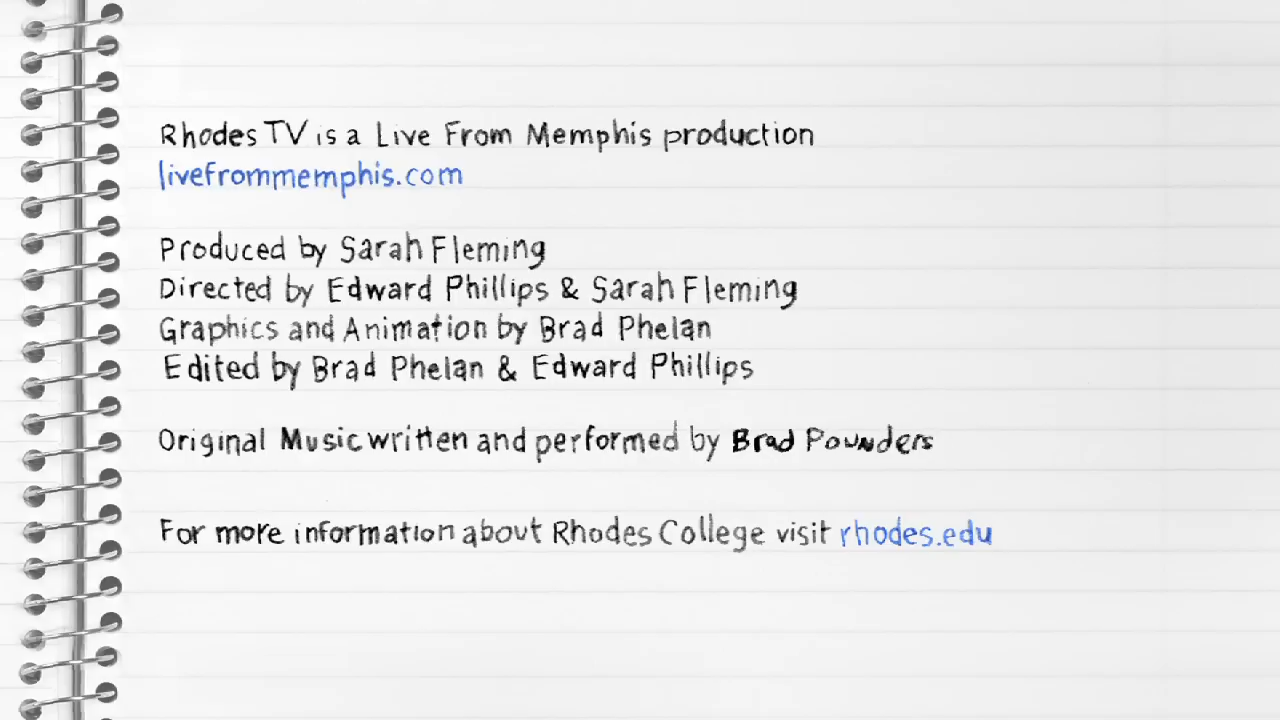 Rhodes TV is a Live From Memphis production
livefrommemphis.com
Produced by Sarah Fleming
Directed by Edward Phillips & Sarah Fleming
Graphics and Animation by Brad Phelan
Edited by Brad Phelan & Edward Phillips
Original Music written and performed by Brad Pounders
For more information about Rhodes College visit rhodes.edu